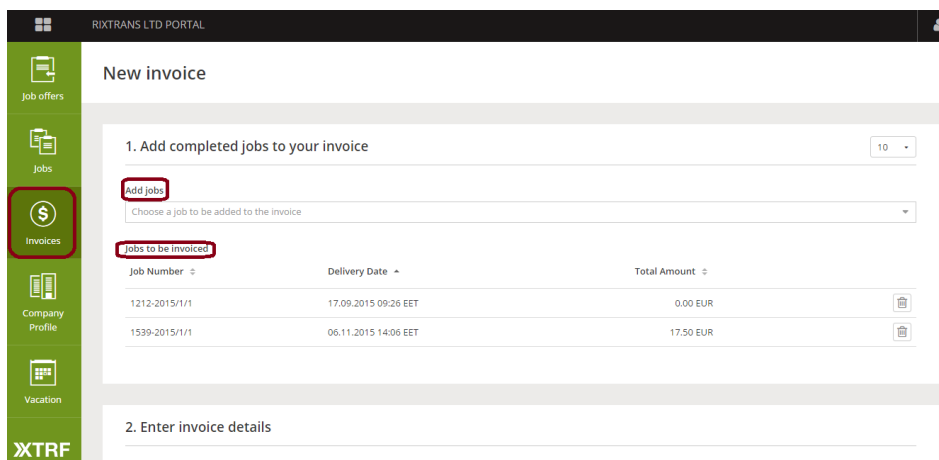 RIXTRANS LTD PORTAL
Job offers
Jobs
Invoices
Company
Profile
Vacation
XTRF
New invoice
1. Add completed jobs to your invoice
10
Add jobs
Choose a job to be added to the invoice
Jobs to be invoiced
Job Number Delivery Date Total Amount
1212-2015/1/1 17.09.2015 09:26 EET 0.00 EUR
1539-2015/1/1 06.11.2015 14:06 EET 17.50 EUR
2. Enter invoice details